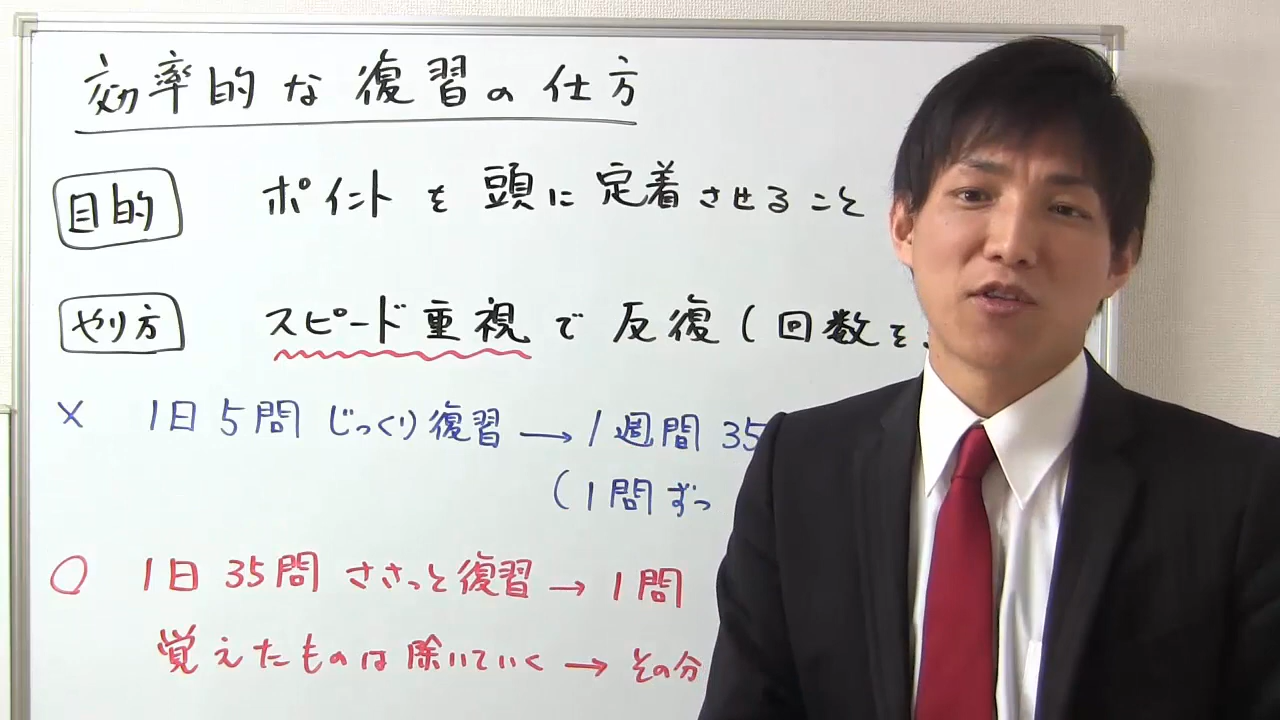 効率的な復習の仕方
目的 ポイントを頭に定着させること
やり方 スピード重視で反復(回数を
× 1日5問じっくり復習→1週間35
(1問ずつ
○ 1日35問ささっと復習→1問
覚えたものは除いていく→その分